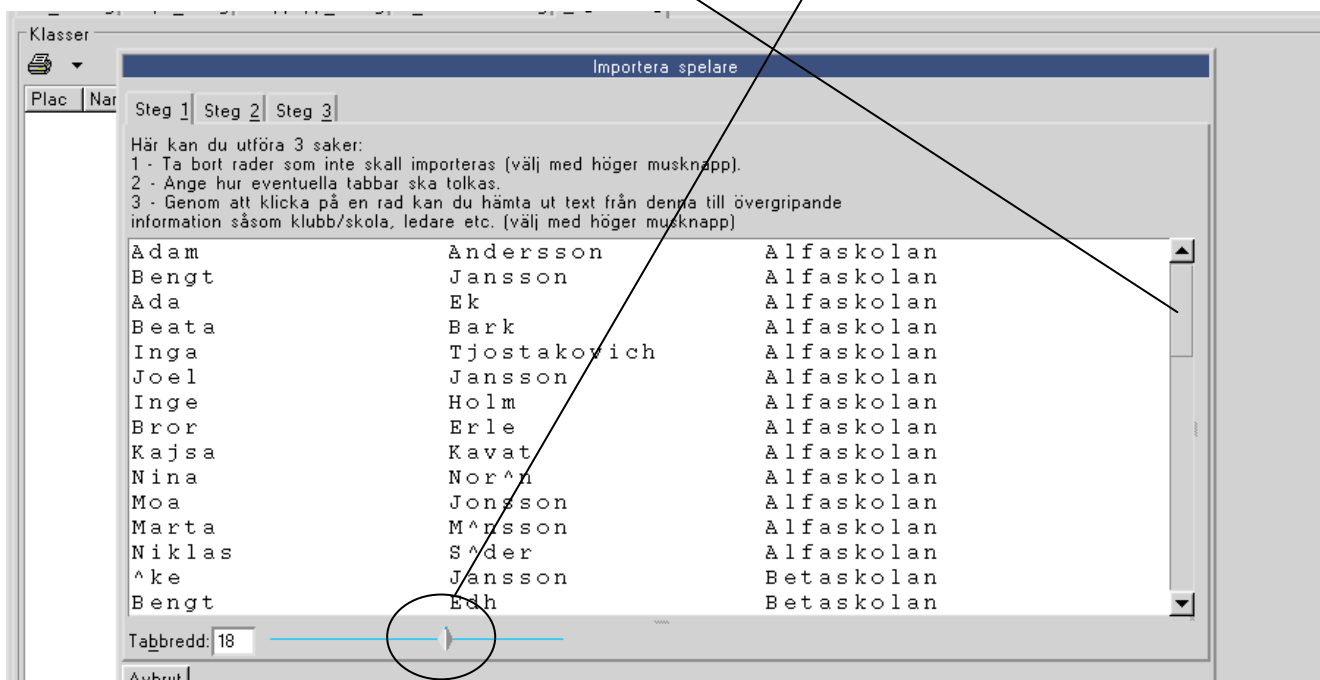 Klasser
Importera spelare
Plac Nar
Steg 1 Steg 2 Steg 3
Här kan du utföra 3 saker:
1 - Ta bort rader som inte skall importeras (välj med höger musknapp).
2 - Ange hur eventuella tabbar ska tolkas.
3 - Genom att klicka på en rad kan du hämta ut text från denna till övergripande
information såsom klubb/skola, ledare etc. (välj med höger musknapp)
Adam Andersson Alfaskolan
Bengt Jansson Alfaskolan
Ada Ek Alfaskolan
Beata Bark Alfaskolan
Inga Tjostakovich Alfaskolan
Joel Jansson Alfaskolan
Inge Holm Alfaskolan
Bror Erle Alfaskolan
Kajsa Kavat Alfaskolan
Nina Nor^n Alfaskolan
Moa Jonsson Alfaskolan
Marta M^nsson Alfaskolan
Niklas S^der Alfaskolan
^ke Jansson Betaskolan
Bengt Edh Betaskolan
Tabbredd: 18
Avbryt